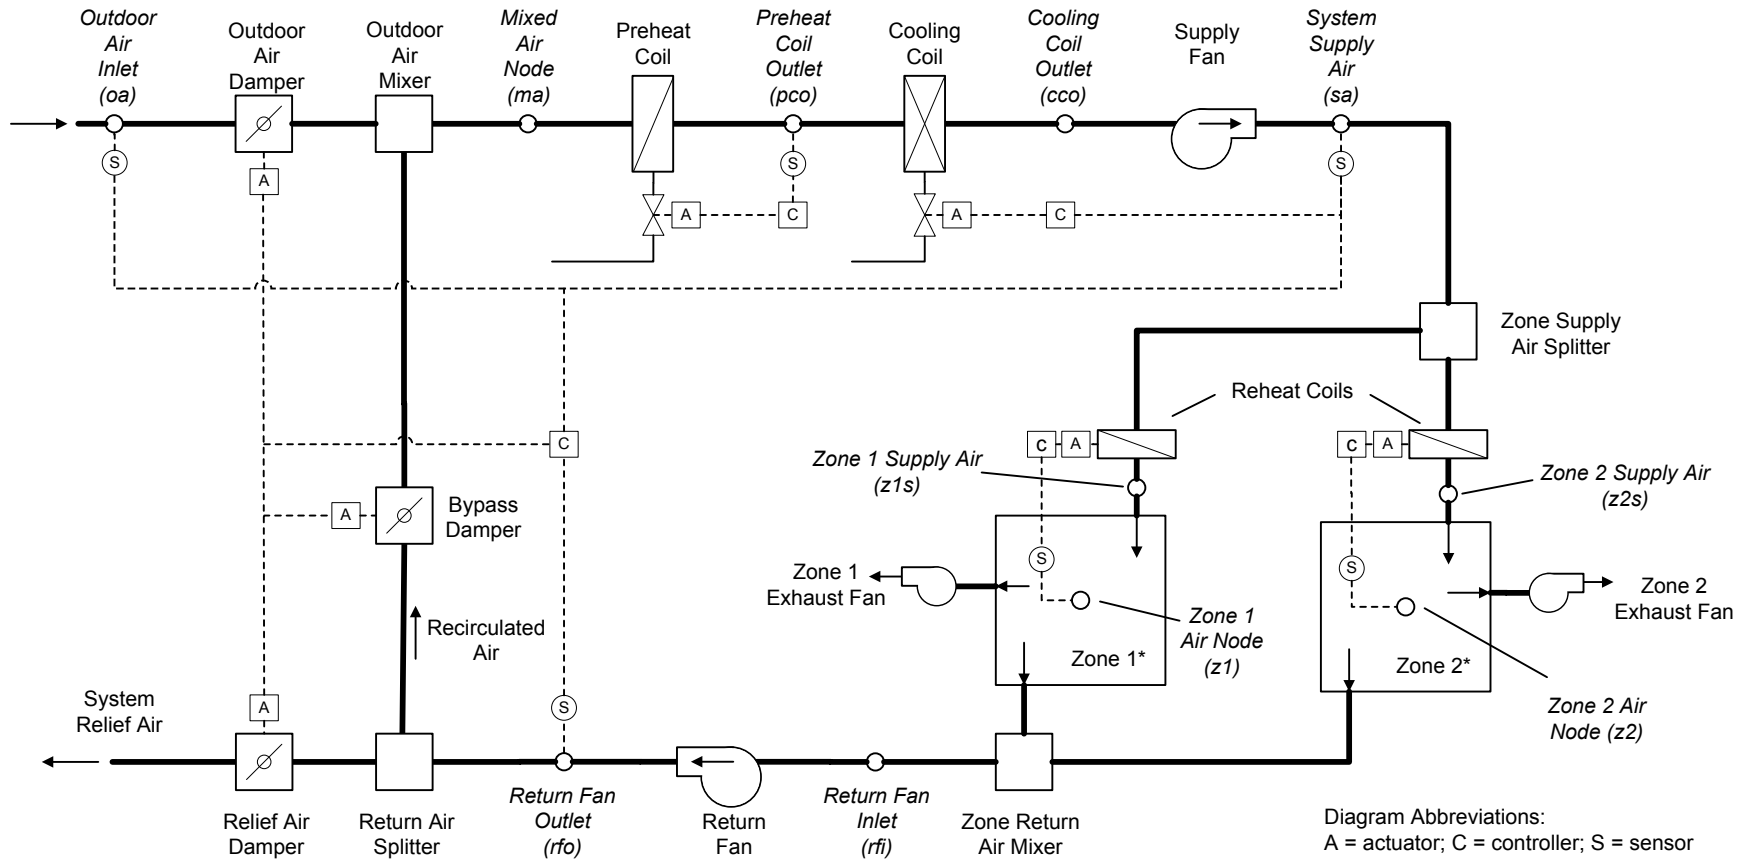 Outdoor
Air
Inlet
(oa)
Outdoor
Air
Damper
Outdoor
Air
Mixer
Mixed
Air
Node
(ma)
Preheat
Coil
Preheat
Coil
Outlet
(pco)
Cooling
Coil
Cooling
Coil
Outlet
(cco)
Supply
Fan
System
Supply
Air
(sa)
S
A
S
A
C
A
C
S
Zone Supply
Air Splitter
Reheat Coils
C
C
A
C
A
Zone 1 Supply Air
(z1s)
Zone 2 Supply Air
(z2s)
A
Bypass
Damper
S
S
Zone 1
Exhaust Fan
Zone 2
Exhaust Fan
Recirculated
Air
Zone 1
Air Node
(z1)
Zone 1*
Zone 2*
System
Relief Air
A
S
Zone 2 Air
Node (z2)
Relief Air
Damper
Return Air
Splitter
Return Fan
Outlet
(rfo)
Return
Fan
Return Fan
Inlet
(rfi)
Zone Return
Air Mixer
Diagram Abbreviations:
A = actuator; C = controller; S = sensor